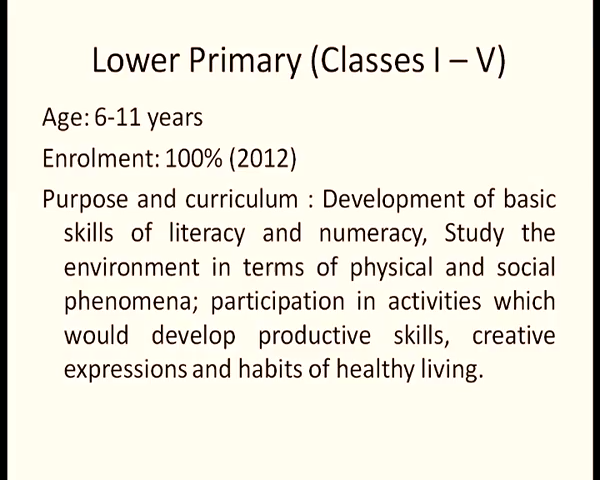 Lower Primary (Classes I – V)
Age: 6-11 years
Enrolment: 100% (2012)
Purpose and curriculum : Development of basic
skills of literacy and numeracy, Study the
environment in terms of physical and social
phenomena; participation in activities which
would develop productive skills, creative
expressions and habits of healthy living.